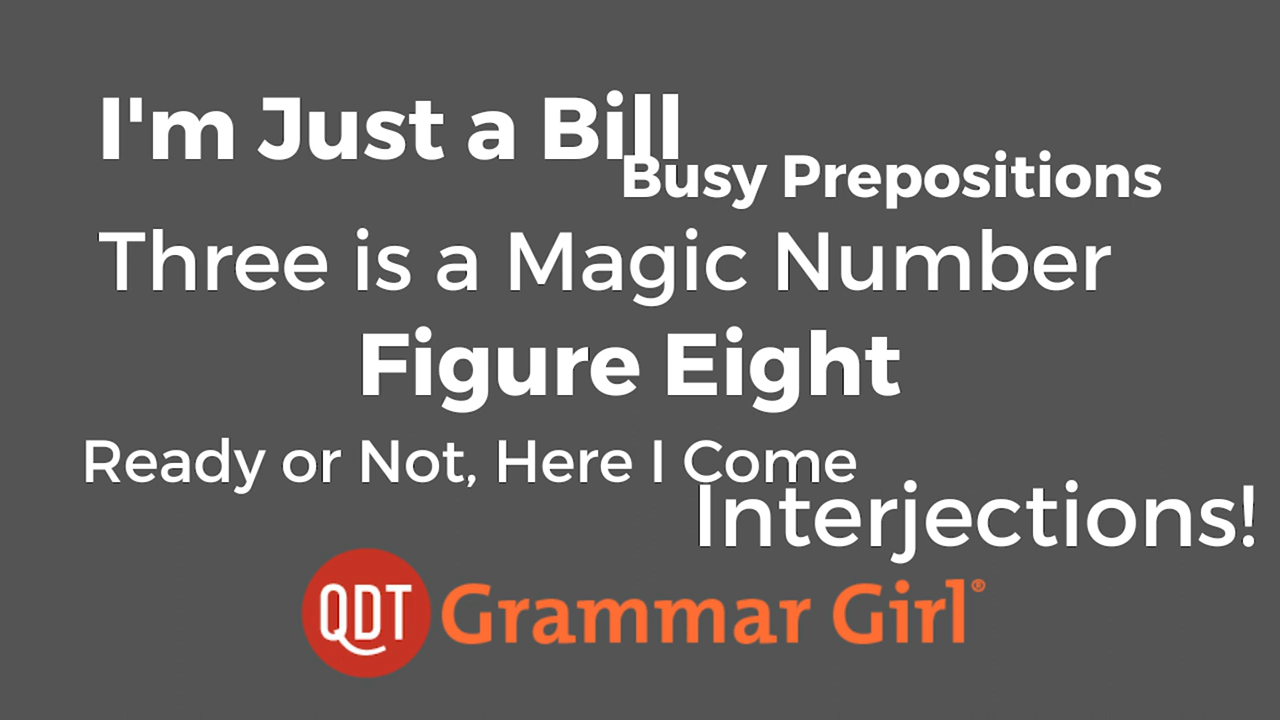 I'm Just a Bill
Busy Prepositions
Three is a Magic Number
Figure Eight
Ready or Not, Here I Come
Interjections!
QDT Grammar Girl®